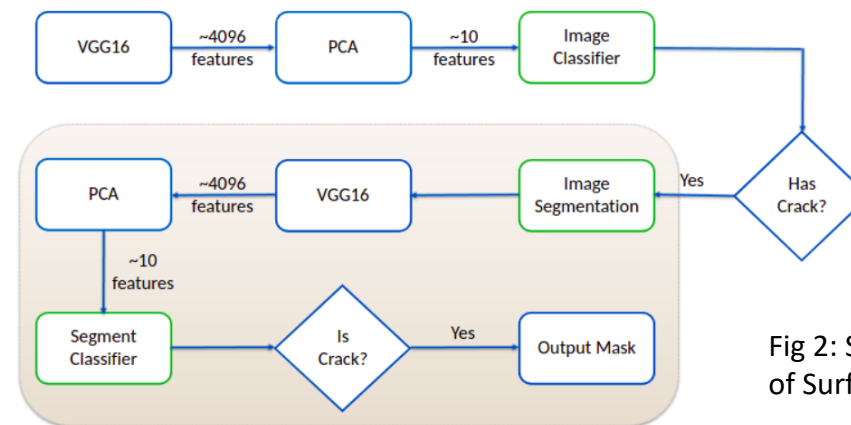 VGG16
~4096
features
PCA
~10
features
Image
Classifier
Has
Crack?
Yes
Image
Segmentation
VGG16
~4096
features
PCA
~10
features
Segment
Classifier
Is
Crack?
Yes
Output Mask
Fig 2:
of